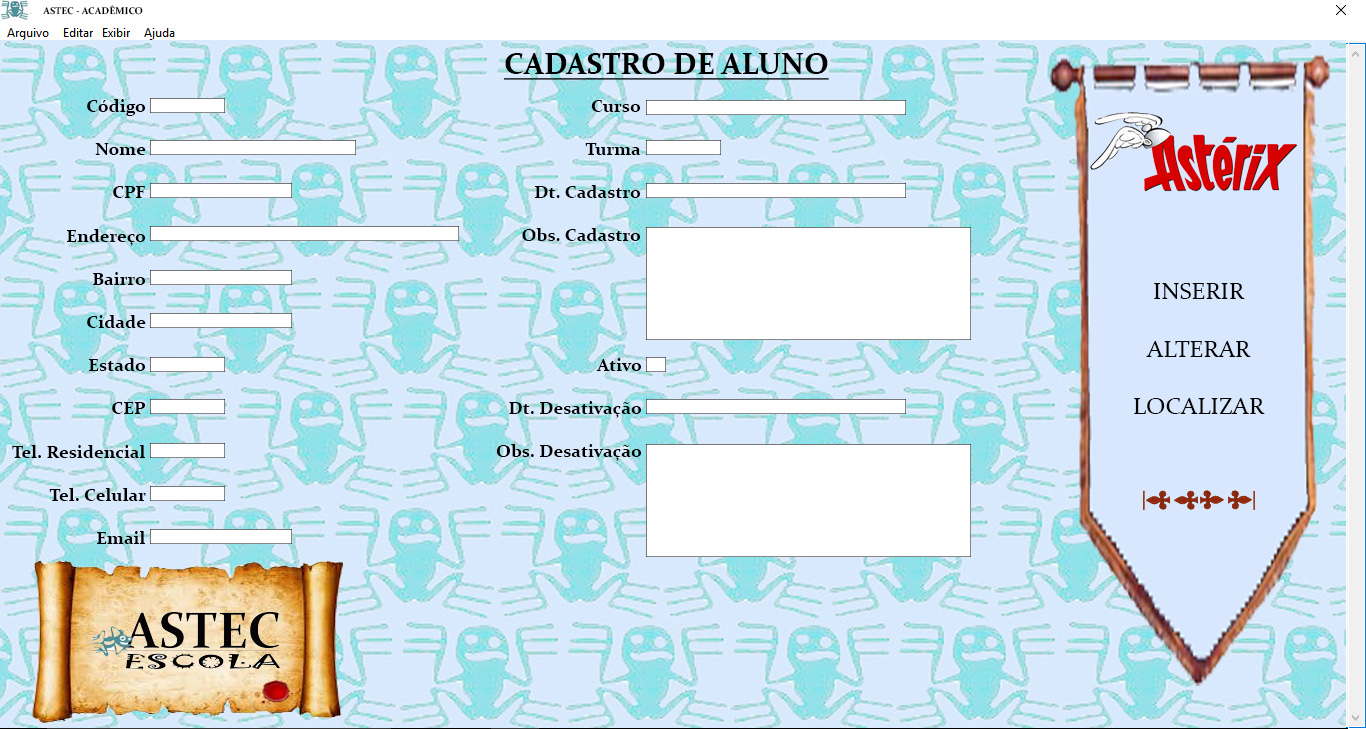 ASTEC - ACADÊMICO
Arquivo Editar Exibir Ajuda
CADASTRO DE ALUNO
Código
Nome
CPF
Endereço
Bairro
Cidade
Estado
CEP
Tel. Residencial
Tel. Celular
Email
Curso
Turma
Dt. Cadastro
Obs. Cadastro
Ativo
Dt. Desativação
Obs. Desativação
Astérix
INSERIR
ALTERAR
LOCALIZAR
ASTEC
ESCOLA